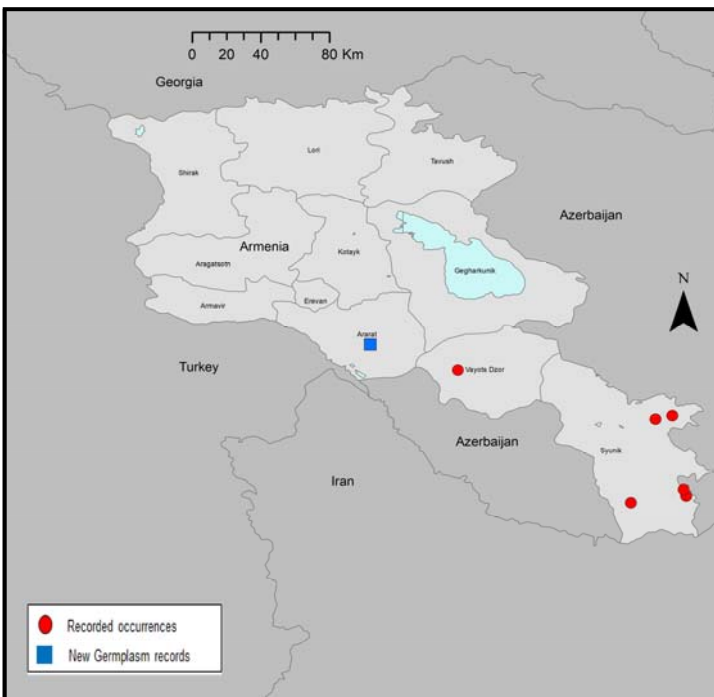 0 20 40 80 Km
Georgia
Lori
Tavush
Shirak
Azerbaijan
Armenia
Kotayk
Aragatsotn
Gegharkunik
N
Armavir
Erevan
Ararat
Turkey
Vayots Dzor
Azerbaijan
Syunik
Iran
Recorded occurrences
New Germplasm records